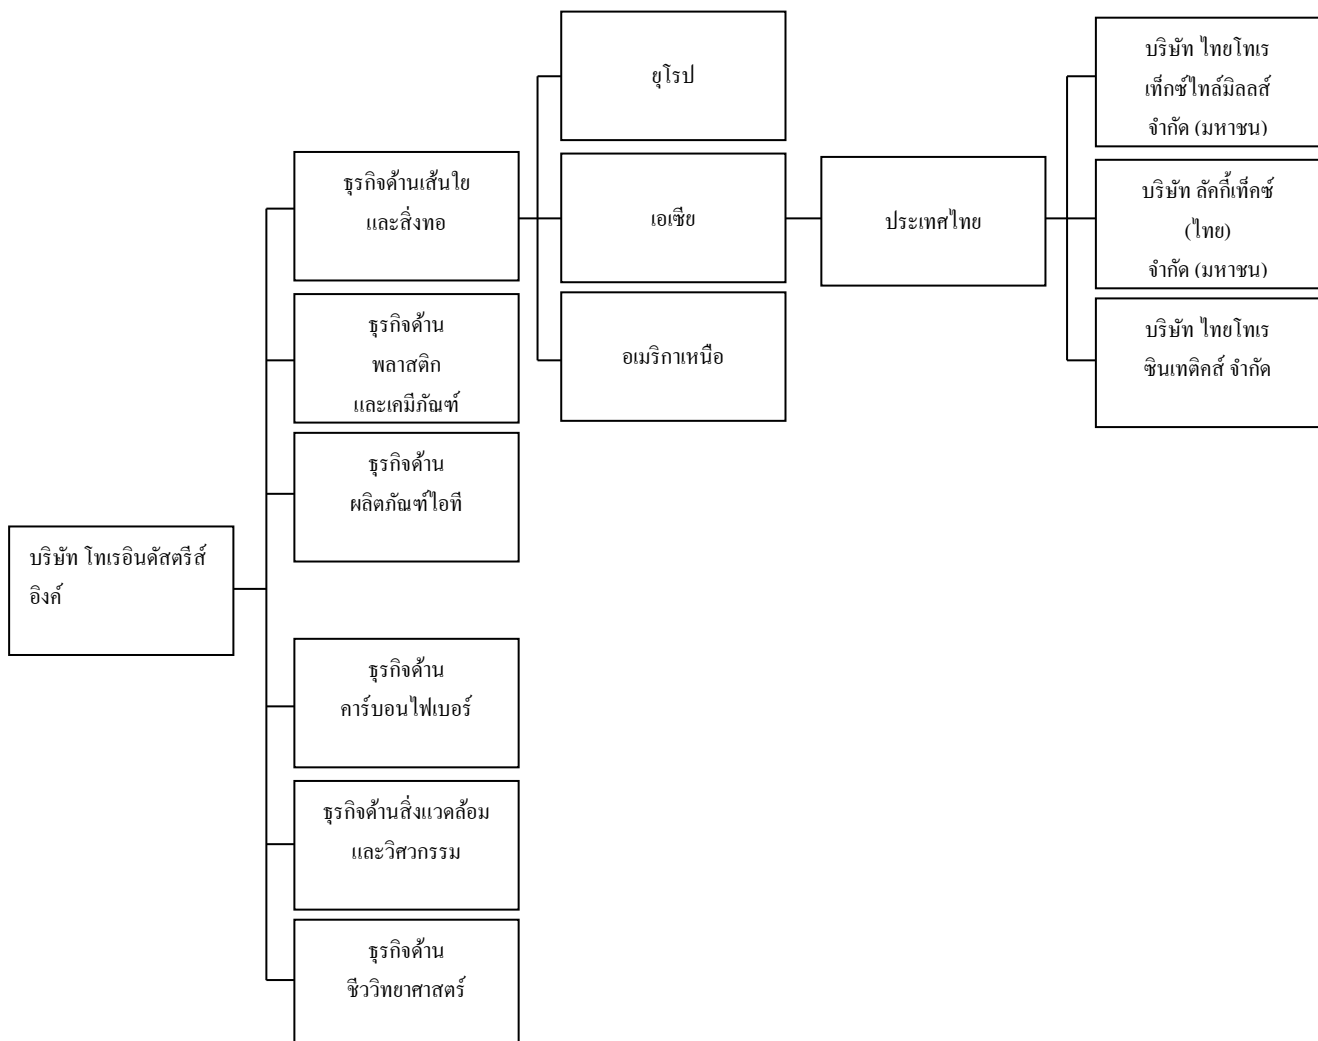 บริษัท โทเรอินดัสตรีส์
อิงค์
ธุรกิจด้านเส้นใย
และสิ่งทอ
ธุรกิจด้าน
พลาสติก
และเคมีภัณฑ์
ธุรกิจด้าน
ผลิตภัณฑ์ไอที
ธุรกิจด้าน
คาร์บอนไฟเบอร์
ธุรกิจด้านสิ่งแวดล้อม
และวิศวกรรม
ธุรกิจด้าน
ชีววิทยาศาสตร์
ยุโรป
เอเซีย
อเมริกาเหนือ
ประเทศไทย
บริษัท ไทยโทเร
เท็กซ์ไทล์มิลลส์
จำกัด (มหาชน)
บริษัท ลัคกี้เท็คซ์
(ไทย)
จำกัด (มหาชน)
บริษัท ไทยโทเร
ซินเทติคส์ จำกัด